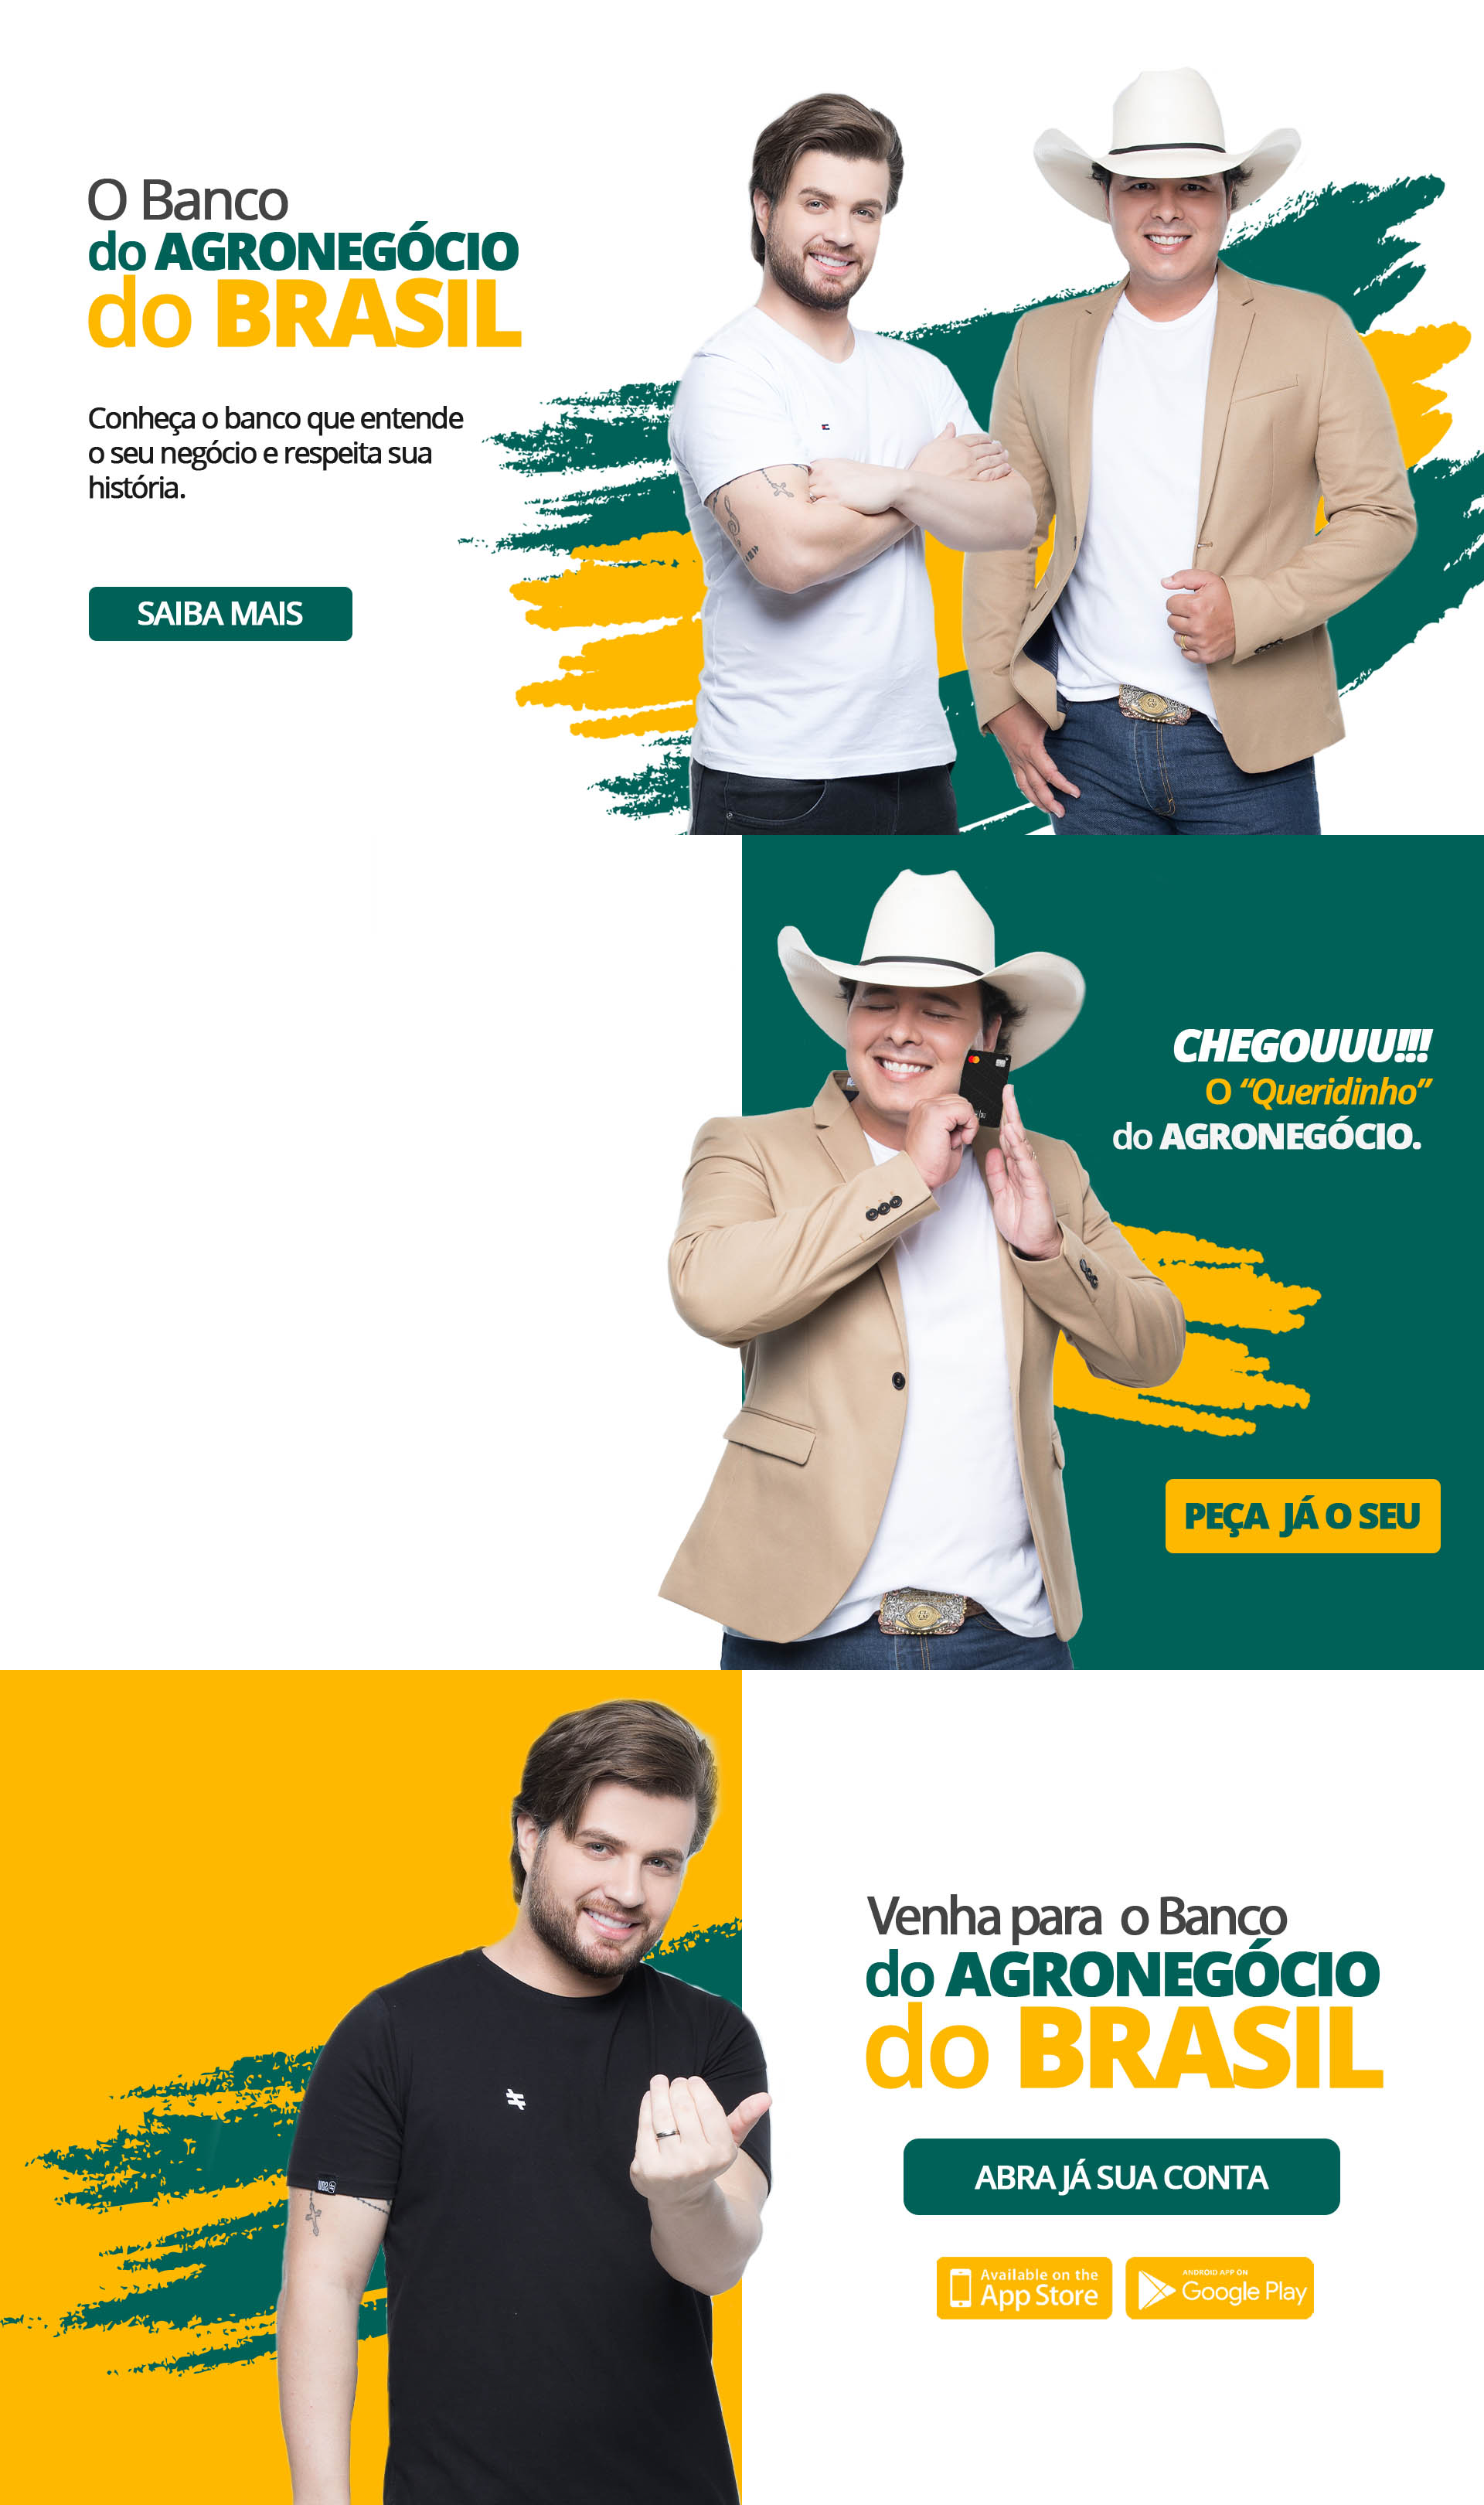 O Banco
do AGRONEGÓCIO
do BRASIL
Conheça o banco que entende
o seu negócio e respeita sua
história.
SAIBA MAIS
CHEGOUUU!!!
O “Queridinho”
do AGRONEGÓCIO.
PEÇA JÁ O SEU
Venha para o Banco
do AGRONEGÓCIO
do BRASIL
ABRA JÁ SUA CONTA
Available on the
App Store
ANDROID APP ON
Google Play